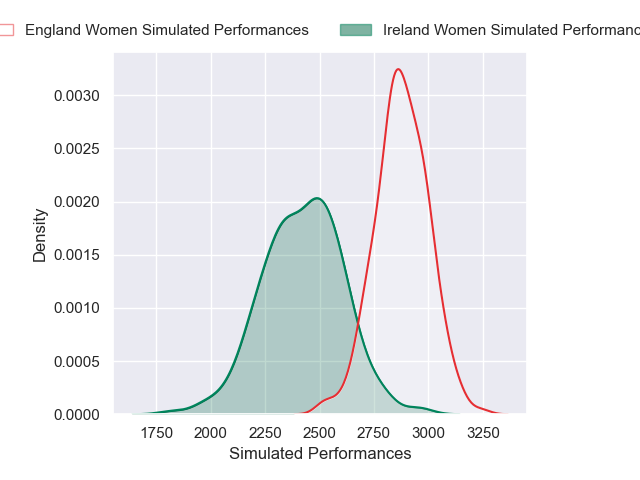 England Women Simulated Performances
Ireland Women Simulated Performanc
0.0030
0.0025
0.0020
0.0015
0.0010
0.0005
0.0000
Density
1750 2000 2250 2500 2750 3000 3250
Simulated Performances